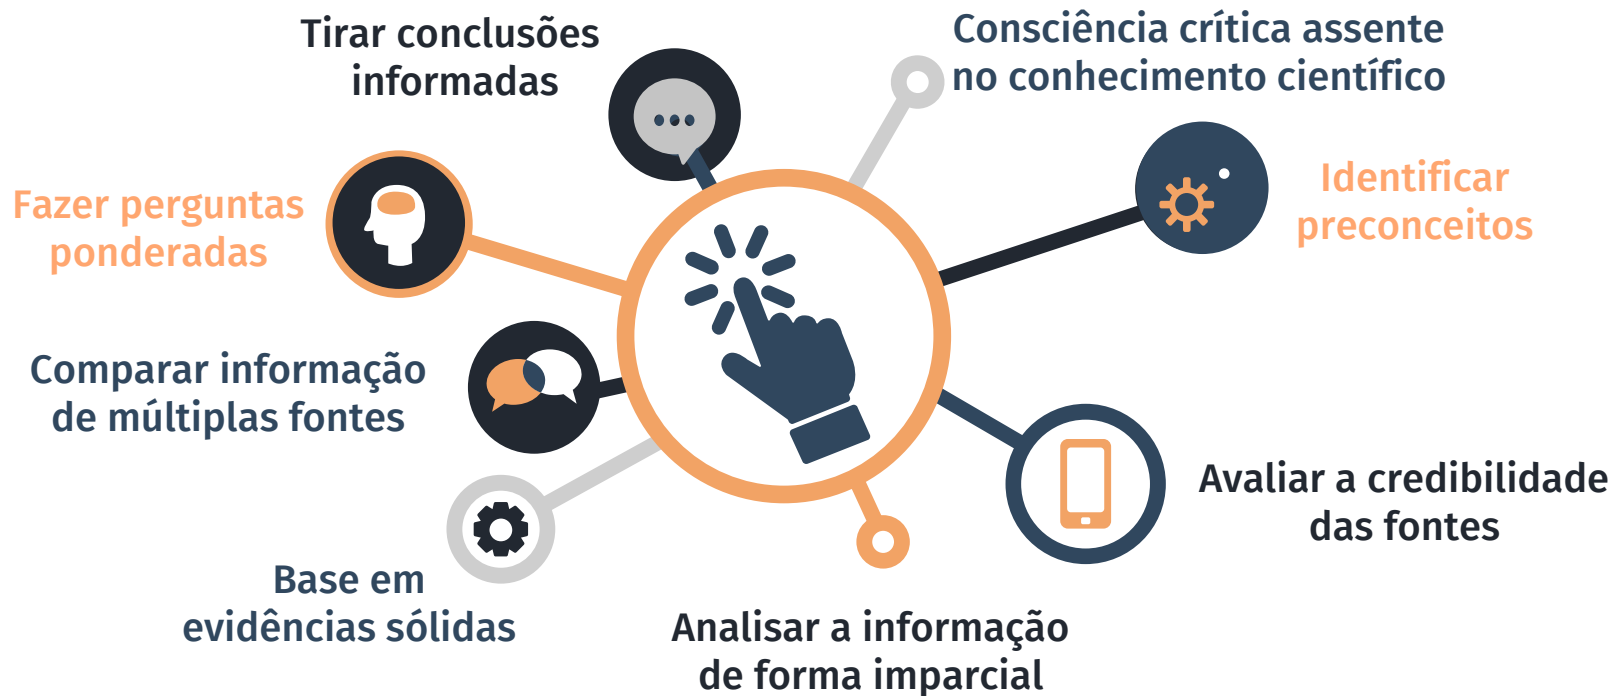 Tirar conclusões
informadas
Consciência crítica assente
no conhecimento científico
Fazer perguntas
ponderadas
Identificar
preconceitos
Comparar informação
de múltiplas fontes
Avaliar a credibilidade
das fontes
Base em
evidências sólidas
Analisar a informação
de forma imparcial